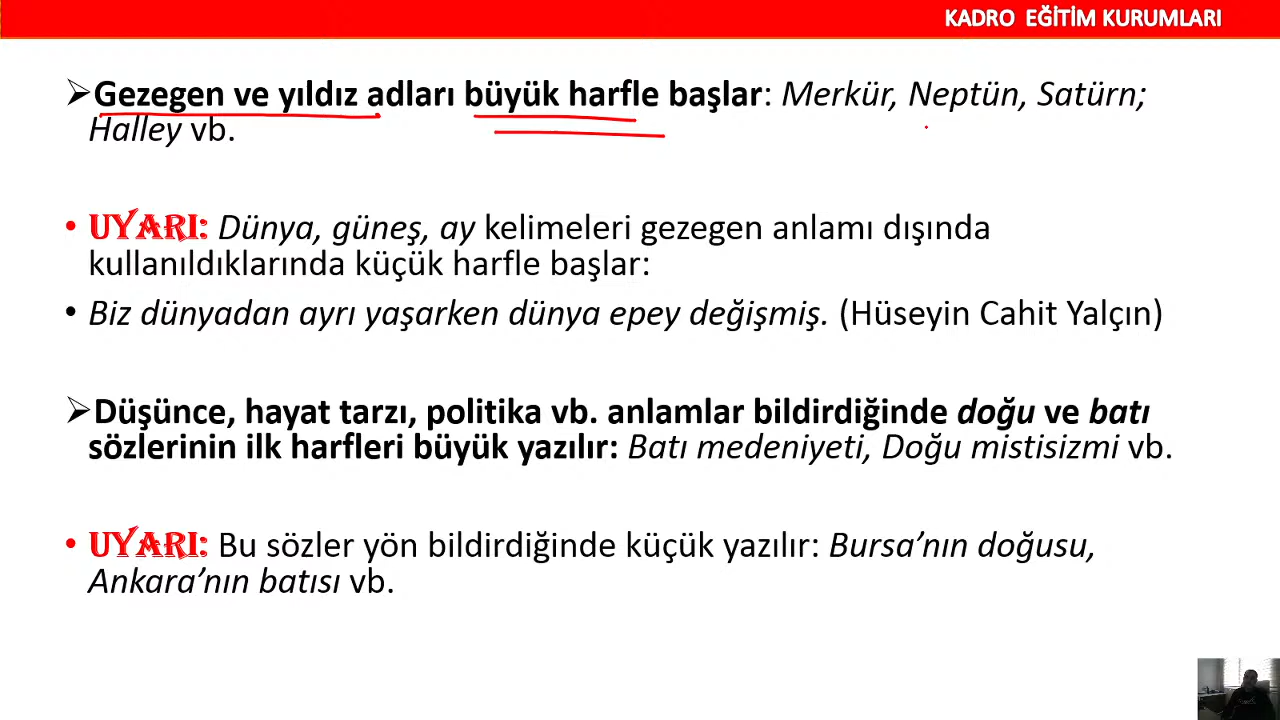 KADRO EĞİTİM KURUMLARI
➢Gezegen ve yıldız adları büyük harfle başlar: Merkür, Neptün, Satürn;
Halley vb.
• UYARI: Dünya, güneş, ay kelimeleri gezegen anlamı dışında
kullanıldıklarında küçük harfle başlar:
• Biz dünyadan ayrı yaşarken dünya epey değişmiş. (Hüseyin Cahit Yalçın)
➢Düşünce, hayat tarzı, politika vb. anlamlar bildirdiğinde doğu ve batı
sözlerinin ilk harfleri büyük yazılır: Batı medeniyeti, Doğu mistisizmi vb.
• UYARI: Bu sözler yön bildirdiğinde küçük yazılır: Bursa’nın doğusu,
Ankara’nın batısı vb.